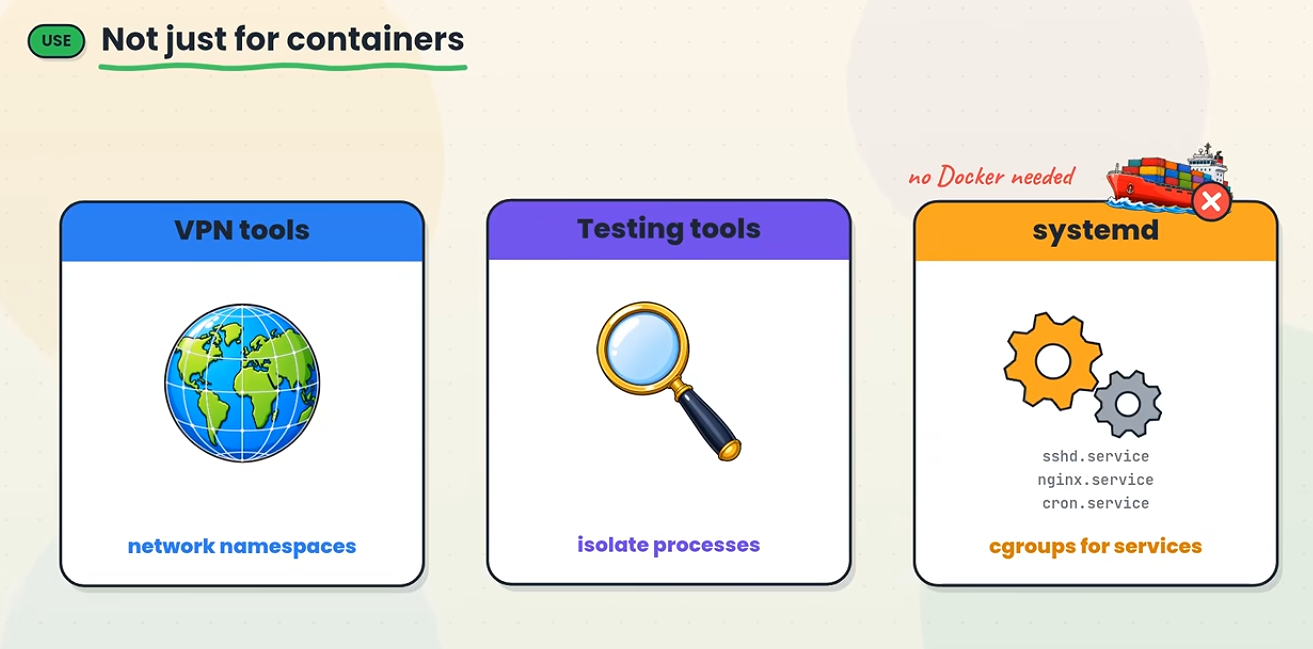 USE
Not just for containers
no Docker needed
VPN tools
network namespaces
Testing tools
isolate processes
systemd
sshd.service
nginx.service
cron.service
cgroups for services